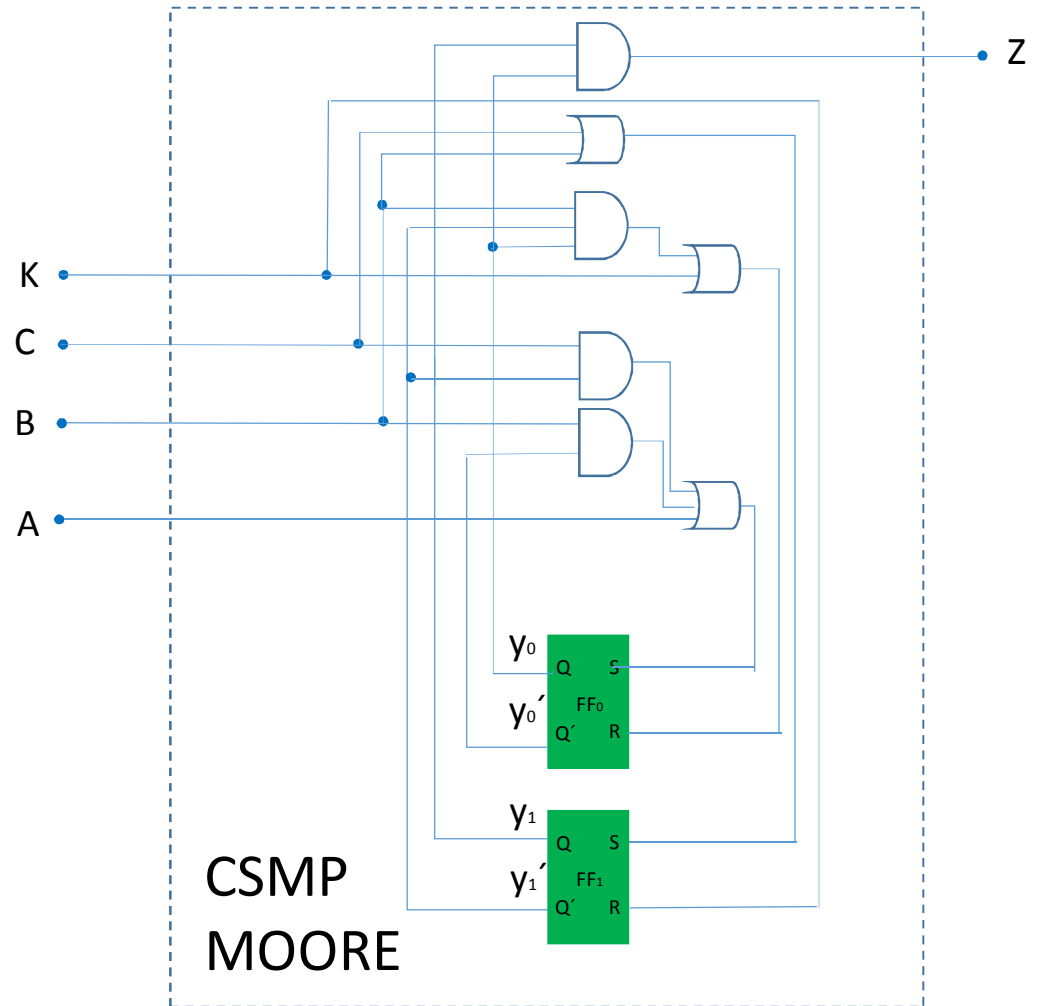 Z
K
C
B
A
y₀
Q S
y₀´ FF₀
Q´ R
y₁
Q S
y₁´ FF₁
Q´ R
CSMP
MOORE